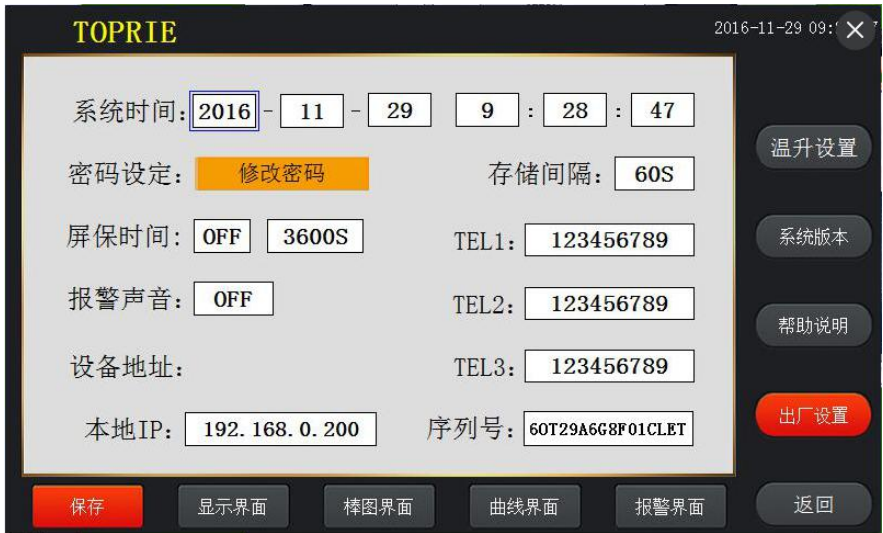 TOPRIE
2016-11-29 09:
系统时间: 2016 - 11 - 29 9 : 28 : 47
温升设置
密码设定: 修改密码 存储间隔: 60S
屏保时间: OFF 3600S TEL1: 123456789
系统版本
报警声音: OFF TEL2: 123456789
帮助说明
设备地址: TEL3: 123456789
出厂设置
本地IP: 192.168.0.200 序列号: 60T29A6G8F01CLET
保存 显示界面 棒图界面 曲线界面 报警界面 返回